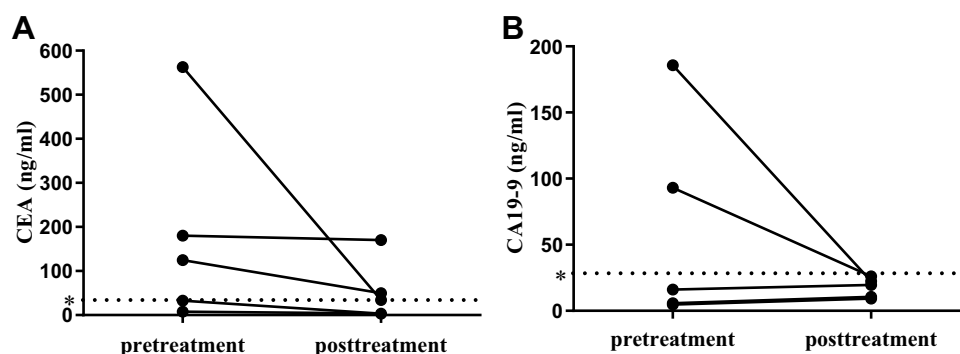 A
CEA (ng/ml)
600
500
400
300
200
100
*
0
pretreatment posttreatment
B
CA19-9 (ng/ml)
200
150
100
50
*
0
pretreatment posttreatment